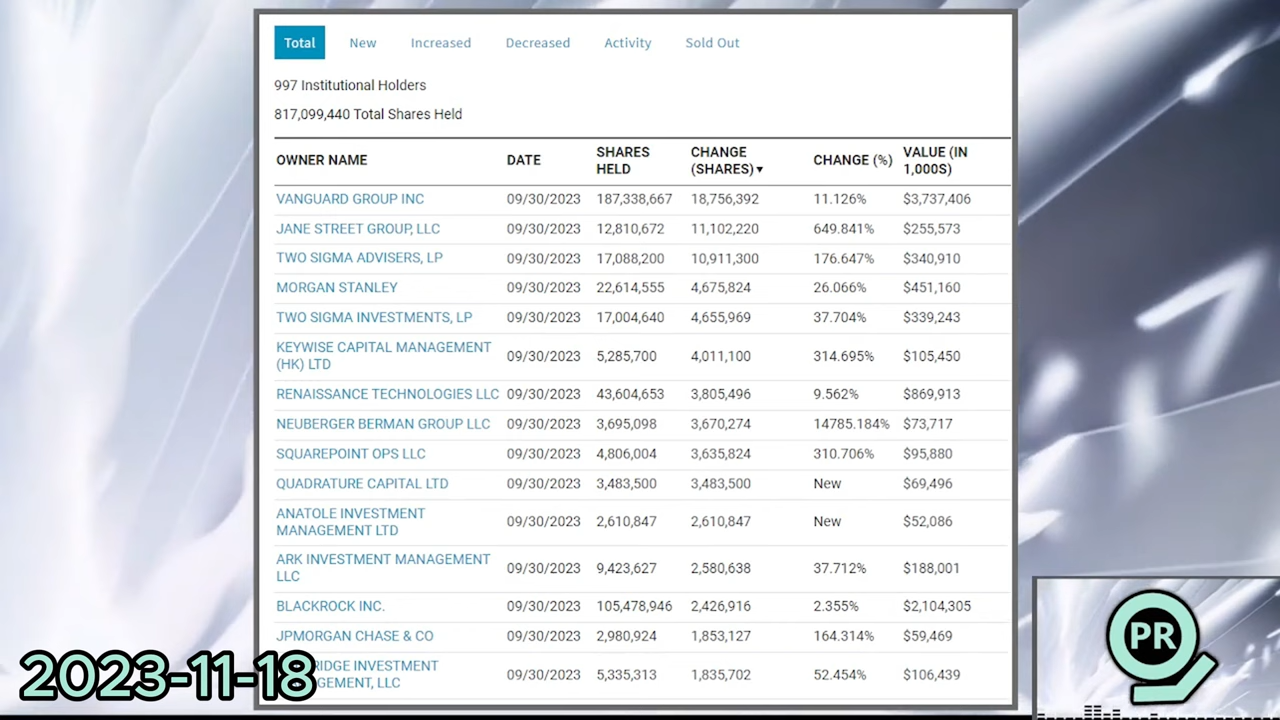 Total New Increased Decreased Activity Sold Out
997 Institutional Holders
817,099,440 Total Shares Held
OWNER NAME DATE SHARES HELD CHANGE (SHARES)▼ CHANGE (%) VALUE (IN 1,000S)
VANGUARD GROUP INC 09/30/2023 187,338,667 18,756,392 11.126% $3,737,406
JANE STREET GROUP, LLC 09/30/2023 12,810,672 11,102,220 649.841% $255,573
TWO SIGMA ADVISERS, LP 09/30/2023 17,088,200 10,911,300 176.647% $340,910
MORGAN STANLEY 09/30/2023 22,614,555 4,675,824 26.066% $451,160
TWO SIGMA INVESTMENTS, LP 09/30/2023 17,004,640 4,655,969 37.704% $339,243
KEYWISE CAPITAL MANAGEMENT (HK) LTD 09/30/2023 5,285,700 4,011,100 314.695% $105,450
RENAISSANCE TECHNOLOGIES LLC 09/30/2023 43,604,653 3,805,496 9.562% $869,913
NEUBERGER BERMAN GROUP LLC 09/30/2023 3,695,098 3,670,274 14785.184% $73,717
SQUAREPOINT OPS LLC 09/30/2023 4,806,004 3,635,824 310.706% $95,880
QUADRATURE CAPITAL LTD 09/30/2023 3,483,500 3,483,500 New $69,496
ANATOLE INVESTMENT MANAGEMENT LTD 09/30/2023 2,610,847 2,610,847 New $52,086
ARK INVESTMENT MANAGEMENT LLC 09/30/2023 9,423,627 2,580,638 37.712% $188,001
BLACKROCK INC. 09/30/2023 105,478,946 2,426,916 2.355% $2,104,305
JPMORGAN CHASE & CO 09/30/2023 2,980,924 1,853,127 164.314% $59,469
INVESTMENT LLC 09/30/2023 5,335,313 1,835,702 52.454% $106,439
2023-11-18
PR